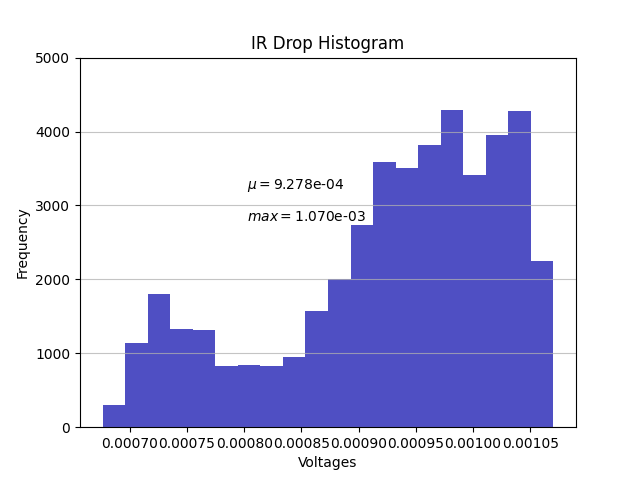 IR Drop Histogram
5000
4000
3000
2000
1000
0
Frequency
μ = 9.278e-04
max = 1.070e-03
0.00070 0.00075 0.00080 0.00085 0.00090 0.00095 0.00100 0.00105
Voltages